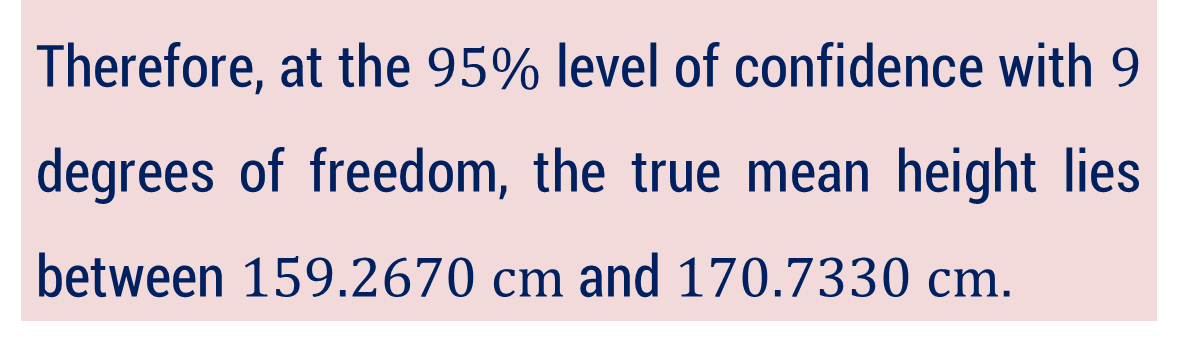 Therefore, at the 95% level of confidence with 9
degrees of freedom, the true mean height lies
between 159.2670 cm and 170.7330 cm.